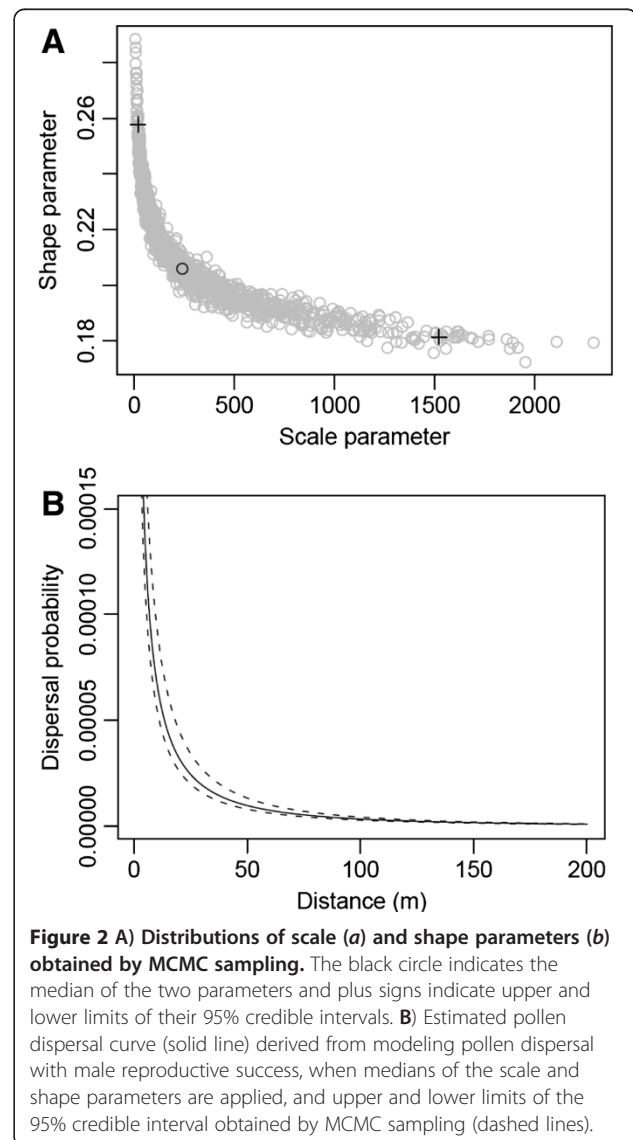 A
Shape parameter
0.26
0.22
0.18
0
500
1000
1500
2000
Scale parameter
B
Dispersal probability
0.00015
0.00010
0.00005
0.00000
0
50
100
150
200
Distance (m)
Figure 2 A) Distributions of scale (a) and shape parameters (b)
obtained by MCMC sampling. The black circle indicates the
median of the two parameters and plus signs indicate upper and
lower limits of their 95% credible intervals. B) Estimated pollen
dispersal curve (solid line) derived from modeling pollen dispersal
with male reproductive success, when medians of the scale and
shape parameters are applied, and upper and lower limits of the
95% credible interval obtained by MCMC sampling (dashed lines).